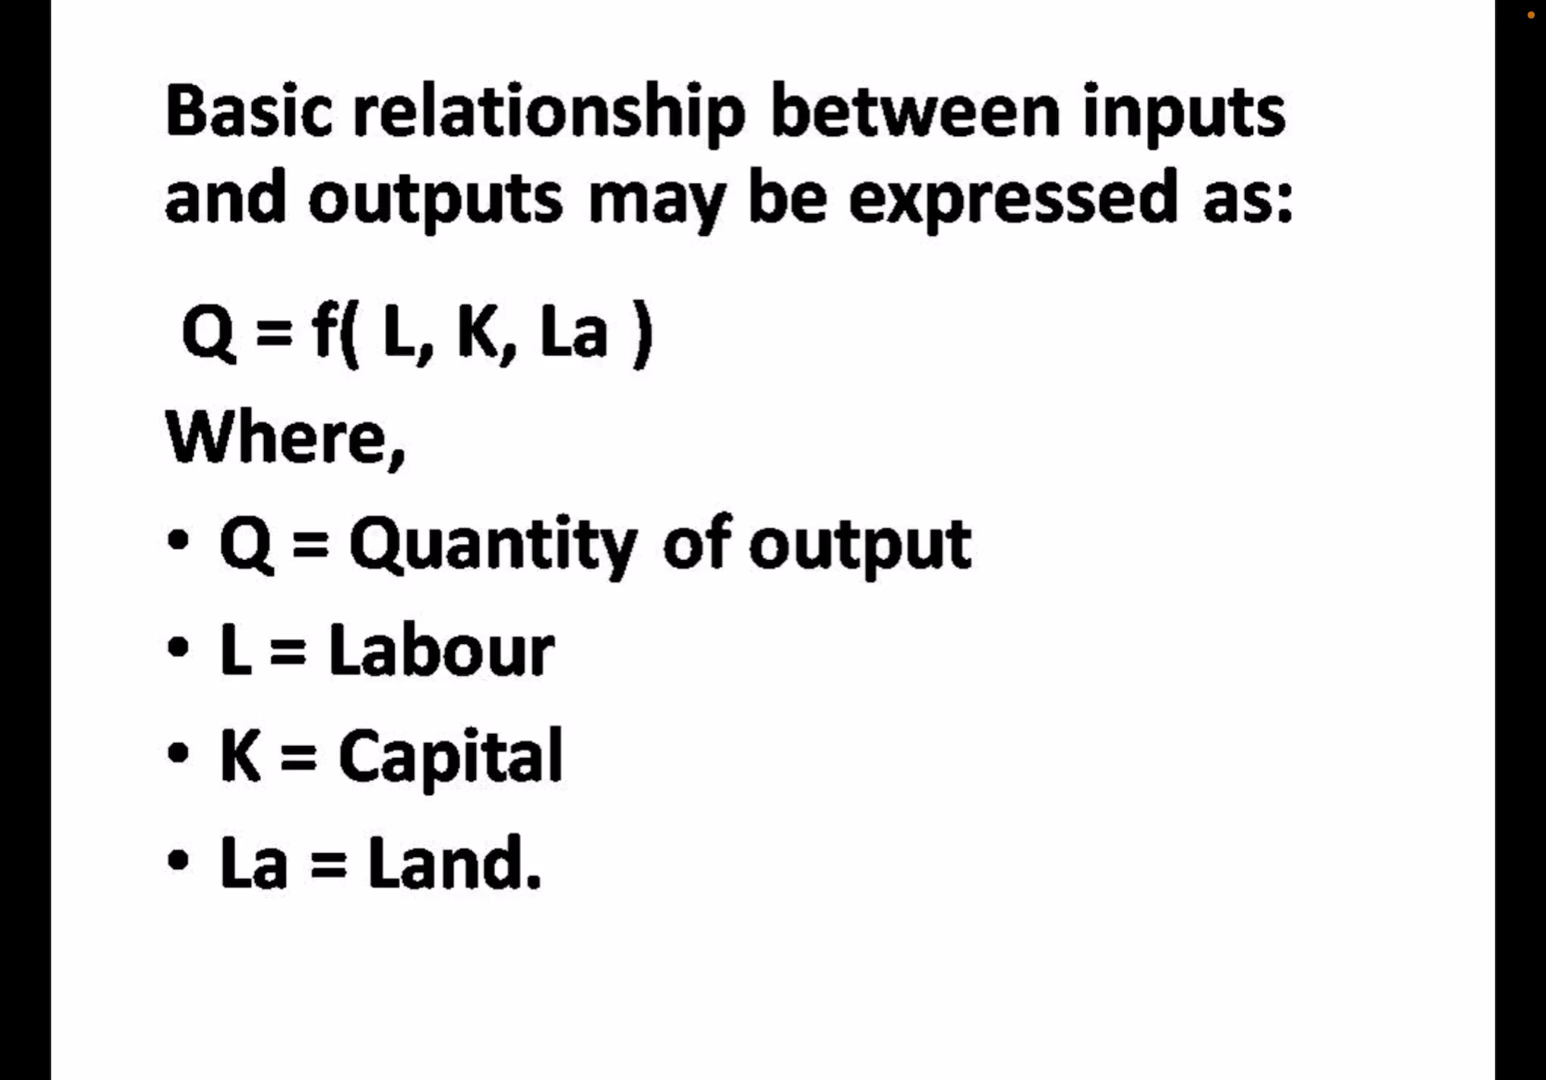 Basic relationship between inputs
and outputs may be expressed as:
Q = f( L, K, La )
Where,
• Q = Quantity of output
• L = Labour
• K = Capital
• La = Land.